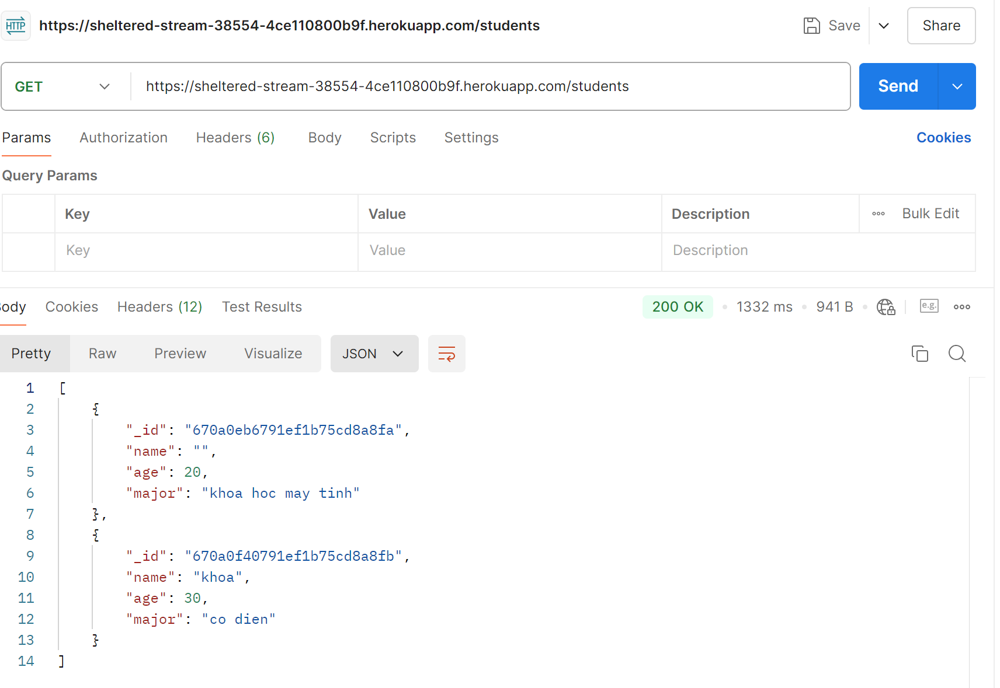 HTTP https://sheltered-stream-38554-4ce110800b9f.herokuapp.com/students Save Share
GET https://sheltered-stream-38554-4ce110800b9f.herokuapp.com/students Send
Params Authorization Headers (6) Body Scripts Settings Cookies
Query Params
Key Value Description Bulk Edit
Key Value Description
ody Cookies Headers (12) Test Results 200 OK 1332 ms 941 B e.g.
Pretty Raw Preview Visualize JSON
1 [
2 {
3 "_id": "670a0eb6791ef1b75cd8a8fa",
4 "name": "",
5 "age": 20,
6 "major": "khoa hoc may tinh"
7 },
8 {
9 "_id": "670a0f40791ef1b75cd8a8fb",
10 "name": "khoa",
11 "age": 30,
12 "major": "co dien"
13 }
14 ]